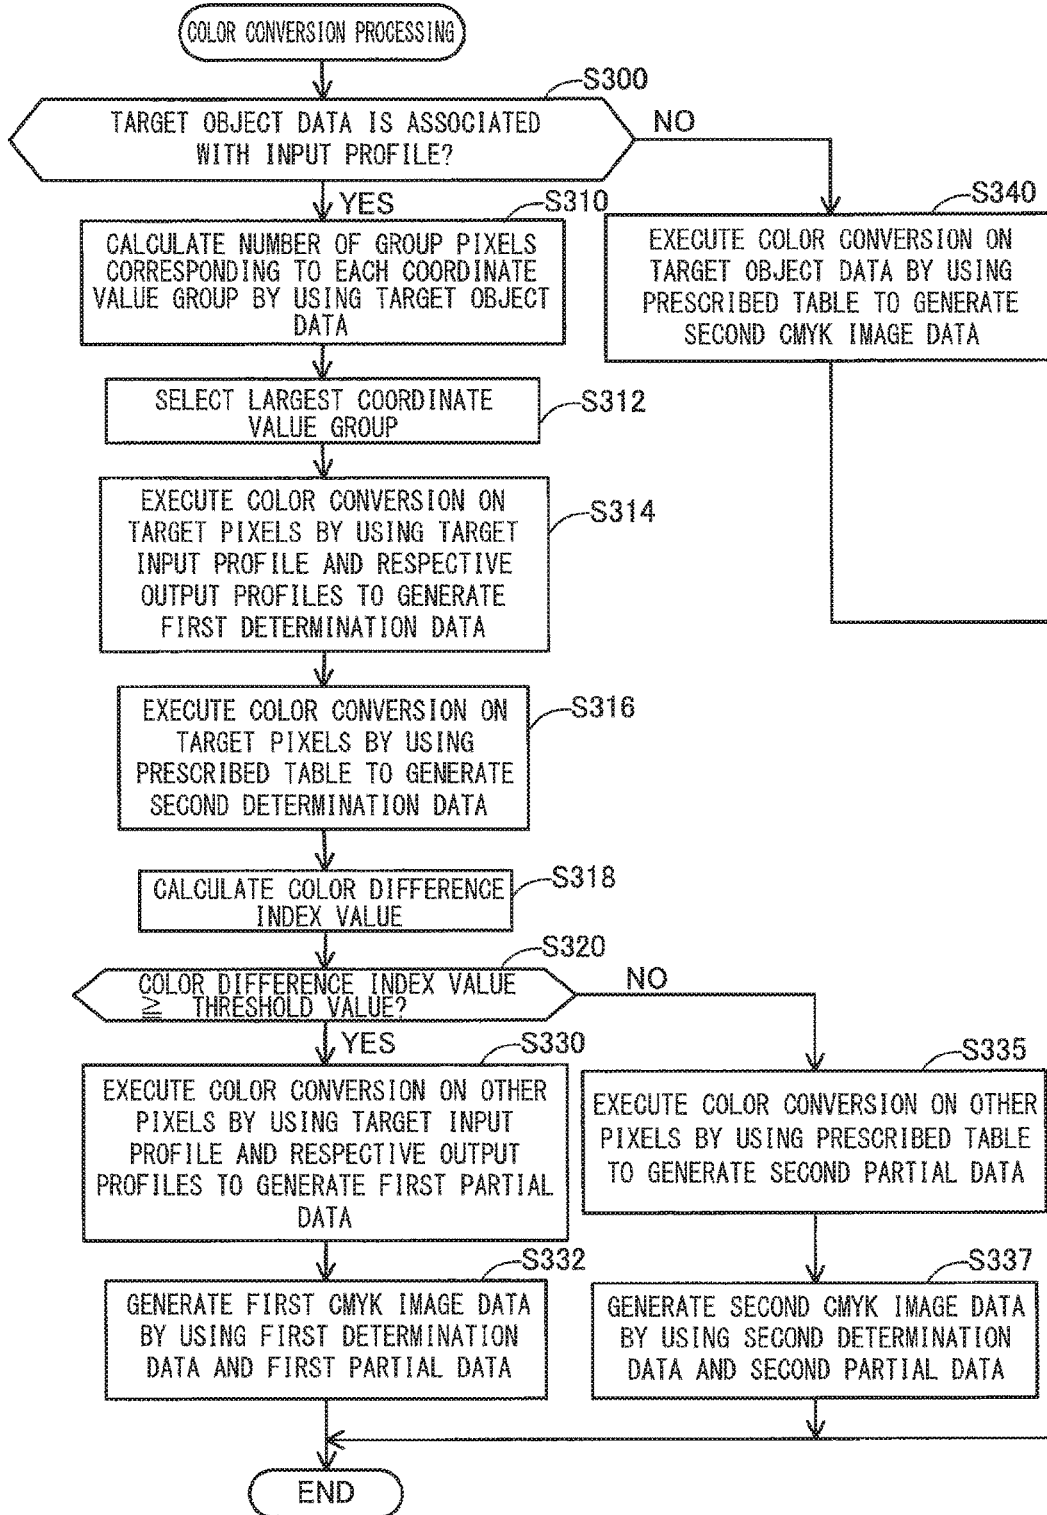 COLOR CONVERSION PROCESSING
S300
TARGET OBJECT DATA IS ASSOCIATED
WITH INPUT PROFILE?
NO
YES
S310
CALCULATE NUMBER OF GROUP PIXELS
CORRESPONDING TO EACH COORDINATE
VALUE GROUP BY USING TARGET OBJECT
DATA
S340
EXECUTE COLOR CONVERSION ON
TARGET OBJECT DATA BY USING
PRESCRIBED TABLE TO GENERATE
SECOND CMYK IMAGE DATA
SELECT LARGEST COORDINATE
VALUE GROUP
S312
EXECUTE COLOR CONVERSION ON
TARGET PIXELS BY USING TARGET
INPUT PROFILE AND RESPECTIVE
OUTPUT PROFILES TO GENERATE
FIRST DETERMINATION DATA
S314
EXECUTE COLOR CONVERSION ON
TARGET PIXELS BY USING
PRESCRIBED TABLE TO GENERATE
SECOND DETERMINATION DATA
S316
CALCULATE COLOR DIFFERENCE
INDEX VALUE
S318
S320
COLOR DIFFERENCE INDEX VALUE
≧ THRESHOLD VALUE?
NO
YES
S330
EXECUTE COLOR CONVERSION ON OTHER
PIXELS BY USING TARGET INPUT
PROFILE AND RESPECTIVE OUTPUT
PROFILES TO GENERATE FIRST PARTIAL
DATA
S335
EXECUTE COLOR CONVERSION ON OTHER
PIXELS BY USING PRESCRIBED TABLE
TO GENERATE SECOND PARTIAL DATA
S332
GENERATE FIRST CMYK IMAGE DATA
BY USING FIRST DETERMINATION
DATA AND FIRST PARTIAL DATA
S337
GENERATE SECOND CMYK IMAGE DATA
BY USING SECOND DETERMINATION
DATA AND SECOND PARTIAL DATA
END